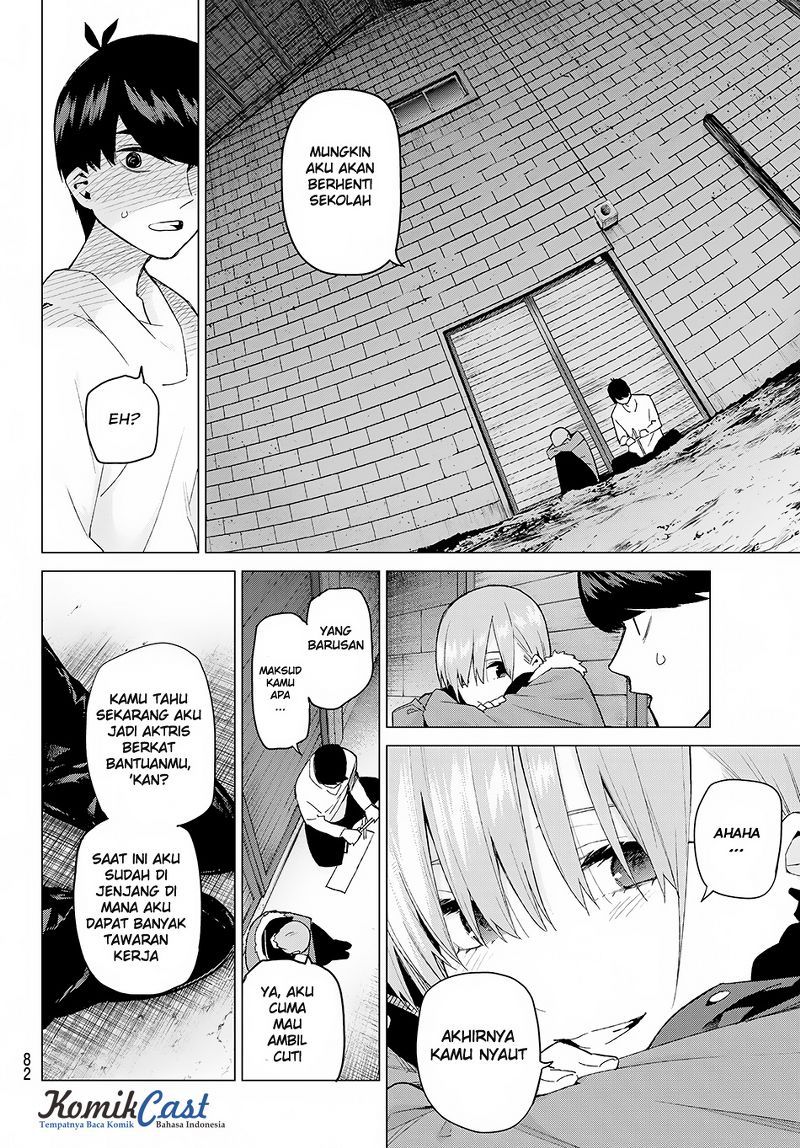 MUNGKIN
AKU AKAN
BERHENTI
SEKOLAH
EH?
AHAHA
...
AKHIRNYA
KAMU NYAUT
YANG
BARUSAN
MAKSUD
KAMU
APA
...
YA, AKU
CUMA
MAU
AMBIL
CUTI
KAMU TAHU
SEKARANG AKU
JADI AKTRIS
BERKAT
BANTUANMU,
'KAN?
SAAT INI AKU
SUDAH DI
JENJANG DI
MANA AKU
DAPAT BANYAK
TAWARAN
KERJA
82
KomikCast
Tempatnya Baca Komik Bahasa Indonesia